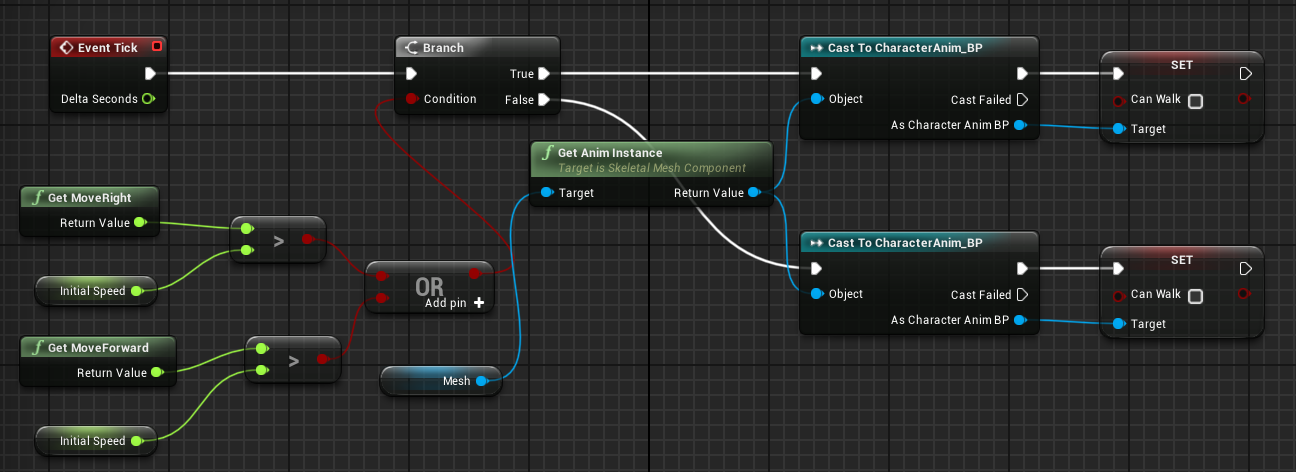 Event Tick
Delta Seconds
Branch
True
Condition
False
Cast To CharacterAnim_BP
Object
Cast Failed
As Character Anim BP
SET
Can Walk
Target
f Get Anim Instance
Target is Skeletal Mesh Component
Target
Return Value
f Get MoveRight
Return Value
>
Initial Speed
OR
Add pin +
f Get MoveForward
Return Value
>
Initial Speed
Mesh
Cast To CharacterAnim_BP
Object
Cast Failed
As Character Anim BP
SET
Can Walk
Target